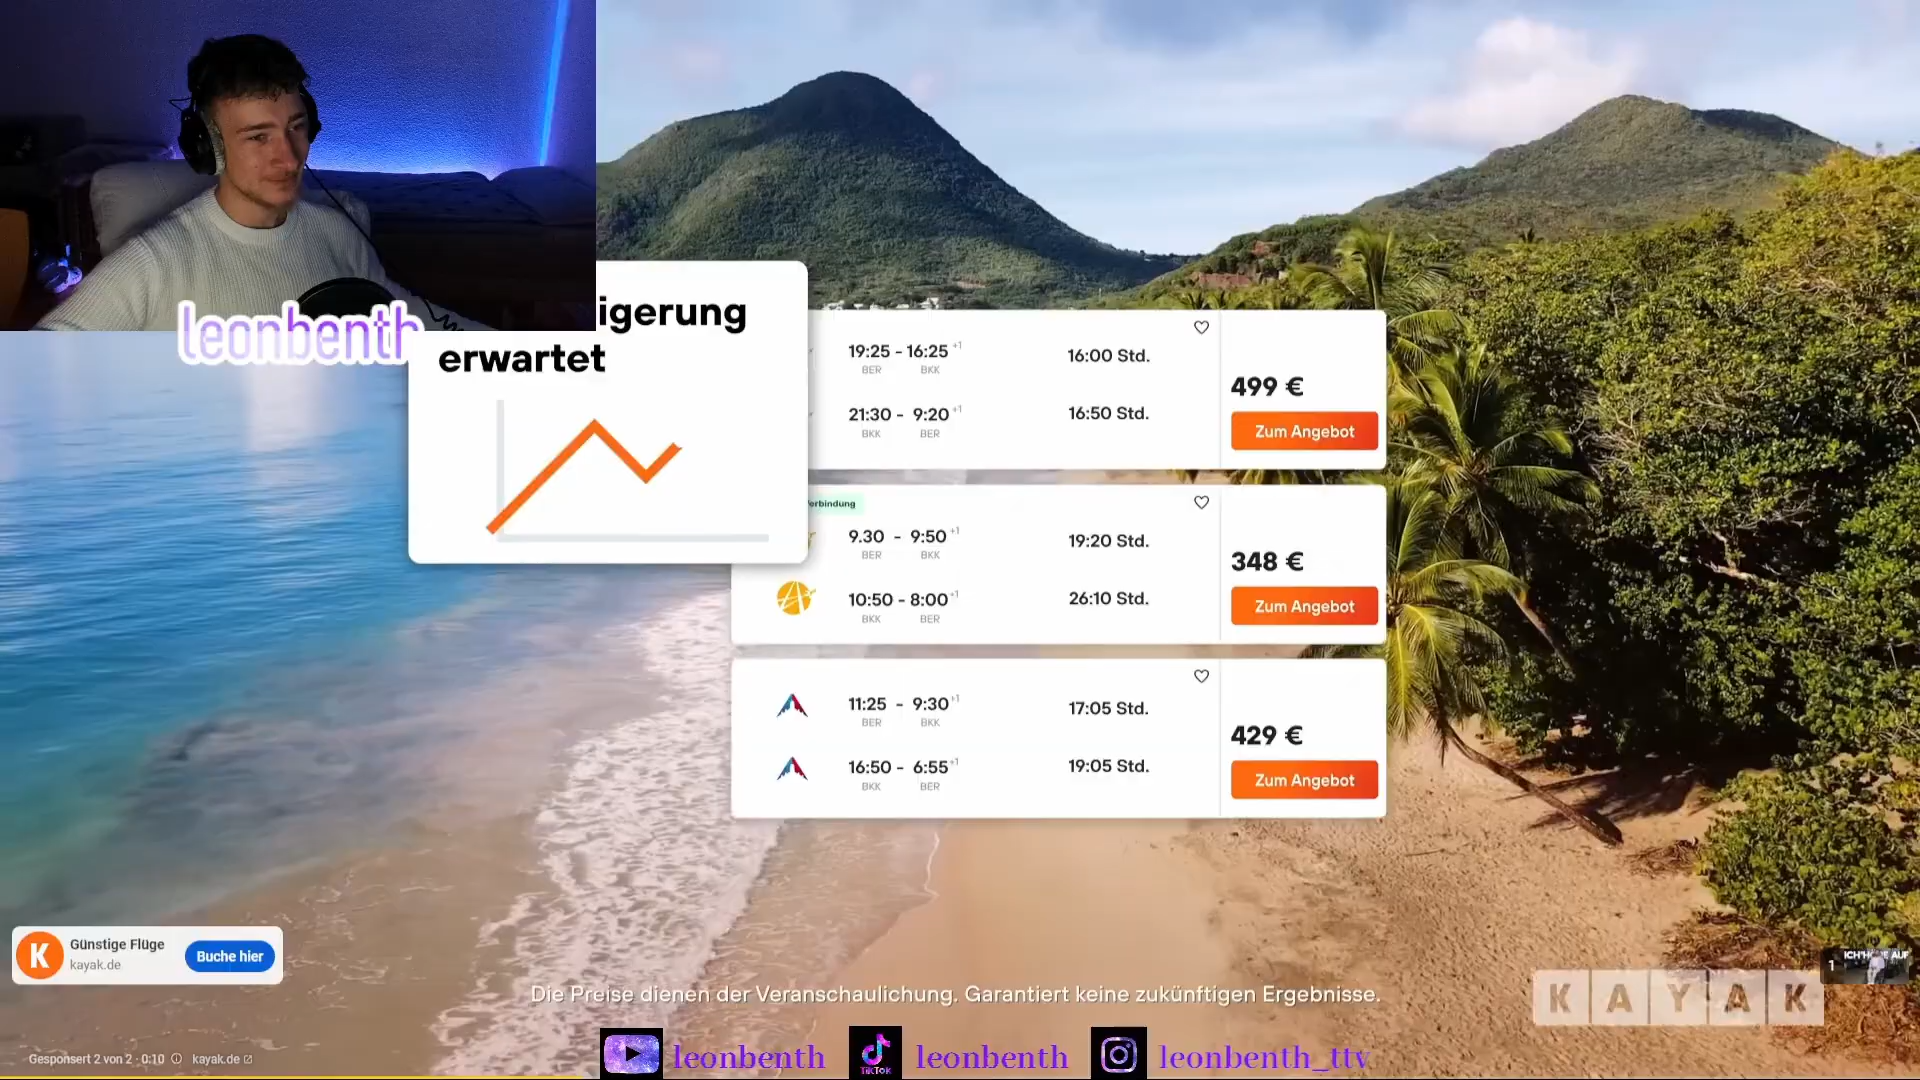 leonbenth
igerung
erwartet
19:25 - 16:25 +1
BER BKK
16:00 Std.
21:30 - 9:20 +1
BKK BER
16:50 Std.
499 €
Zum Angebot
erbindung
9.30 - 9:50 +1
BER BKK
19:20 Std.
10:50 - 8:00 +1
BKK BER
26:10 Std.
348 €
Zum Angebot
11:25 - 9:30 +1
BER BKK
17:05 Std.
16:50 - 6:55 +1
BKK BER
19:05 Std.
429 €
Zum Angebot
K
Günstige Flüge
kayak.de
Buche hier
Die Preise dienen der Veranschaulichung. Garantiert keine zukünftigen Ergebnisse.
KAYAK
1
AUF
Gesponsert 2 von 2 · 0:10
kayak.de
leonbenth
TikTok
leonbenth
leonbenth_ttv